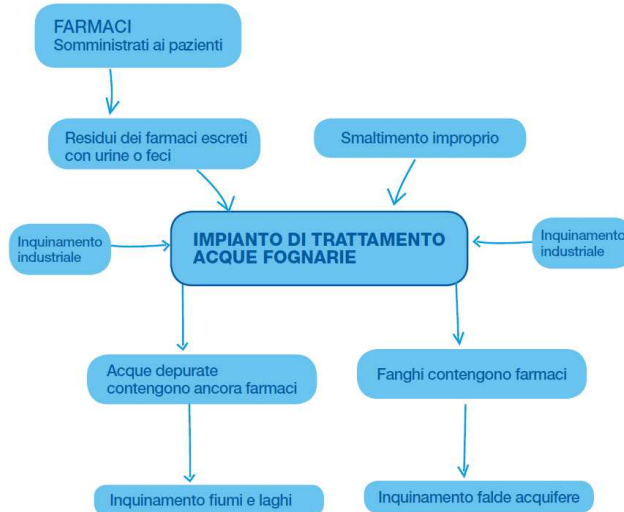 FARMACI
Somministrati ai pazienti
Residui dei farmaci escreti
con urine o feci
Smaltimento improprio
Inquinamento
industriale
IMPIANTO DI TRATTAMENTO
ACQUE FOGNARIE
Inquinamento
industriale
Acque depurate
contengono ancora farmaci
Fanghi contengono farmaci
Inquinamento fiumi e laghi
Inquinamento falde acquifere